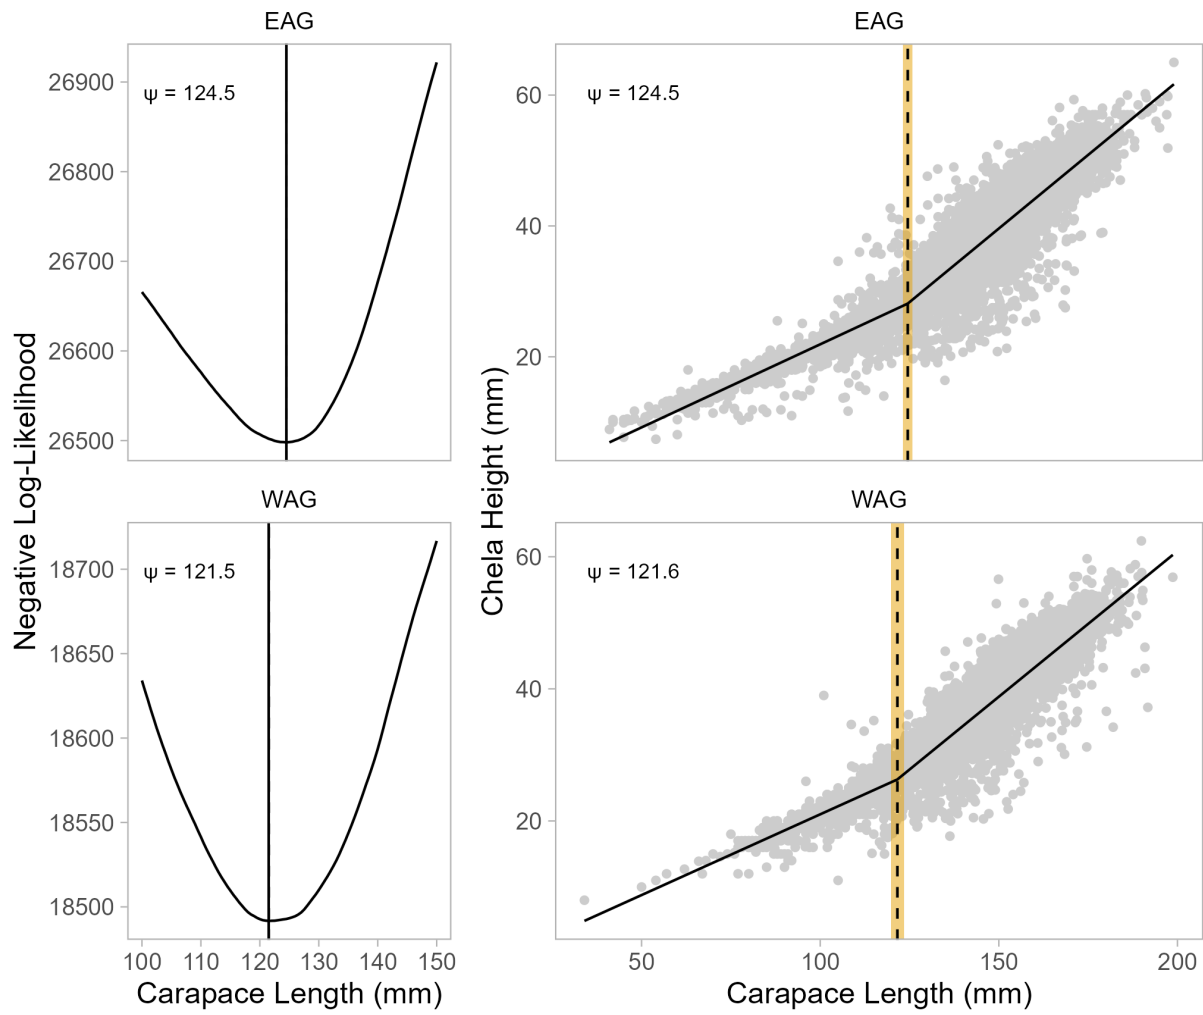 EAG
ψ = 124.5
26900
26800
26700
26600
26500
EAG
ψ = 124.5
60
40
20
Negative Log-Likelihood
Chela Height (mm)
WAG
ψ = 121.5
18700
18650
18600
18550
18500
100 110 120 130 140 150
Carapace Length (mm)
WAG
ψ = 121.6
60
40
20
50 100 150 200
Carapace Length (mm)